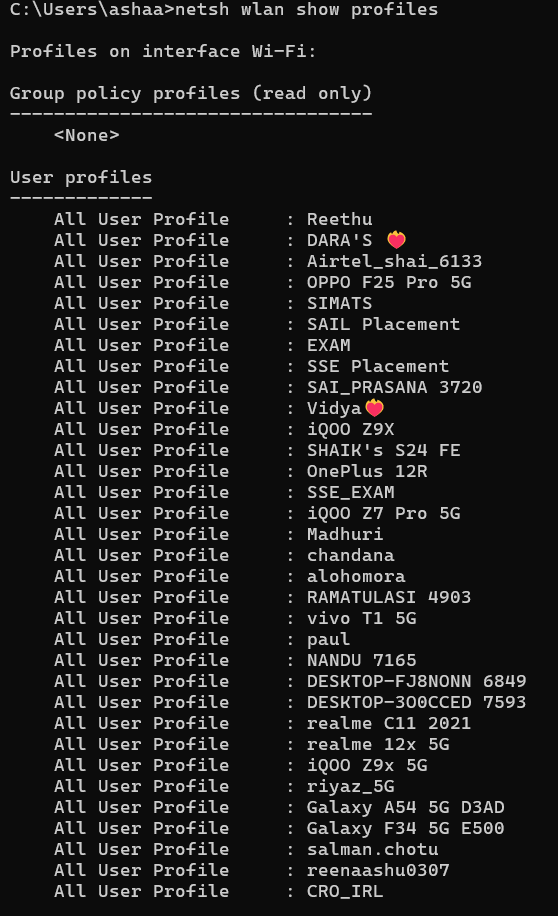 C:\Users\ashaa>netsh wlan show profiles
Profiles on interface Wi-Fi:
Group policy profiles (read only)
---------------------------------
    <None>
User profiles
-------------
    All User Profile     : Reethu
    All User Profile     : DARA'S 💝
    All User Profile     : Airtel_shai_6133
    All User Profile     : OPPO F25 Pro 5G
    All User Profile     : SIMATS
    All User Profile     : SAIL Placement
    All User Profile     : EXAM
    All User Profile     : SSE Placement
    All User Profile     : SAI_PRASANA 3720
    All User Profile     : Vidya💝
    All User Profile     : iQOO Z9X
    All User Profile     : SHAIK's S24 FE
    All User Profile     : OnePlus 12R
    All User Profile     : SSE_EXAM
    All User Profile     : iQOO Z7 Pro 5G
    All User Profile     : Madhuri
    All User Profile     : chandana
    All User Profile     : alohomora
    All User Profile     : RAMATULASI 4903
    All User Profile     : vivo T1 5G
    All User Profile     : paul
    All User Profile     : NANDU 7165
    All User Profile     : DESKTOP-FJ8NONN 6849
    All User Profile     : DESKTOP-3O0CCED 7593
    All User Profile     : realme C11 2021
    All User Profile     : realme 12x 5G
    All User Profile     : iQOO Z9x 5G
    All User Profile     : riyaz_5G
    All User Profile     : Galaxy A54 5G D3AD
    All User Profile     : Galaxy F34 5G E500
    All User Profile     : salman.chotu
    All User Profile     : reenaashu0307
    All User Profile     : CRO_IRL